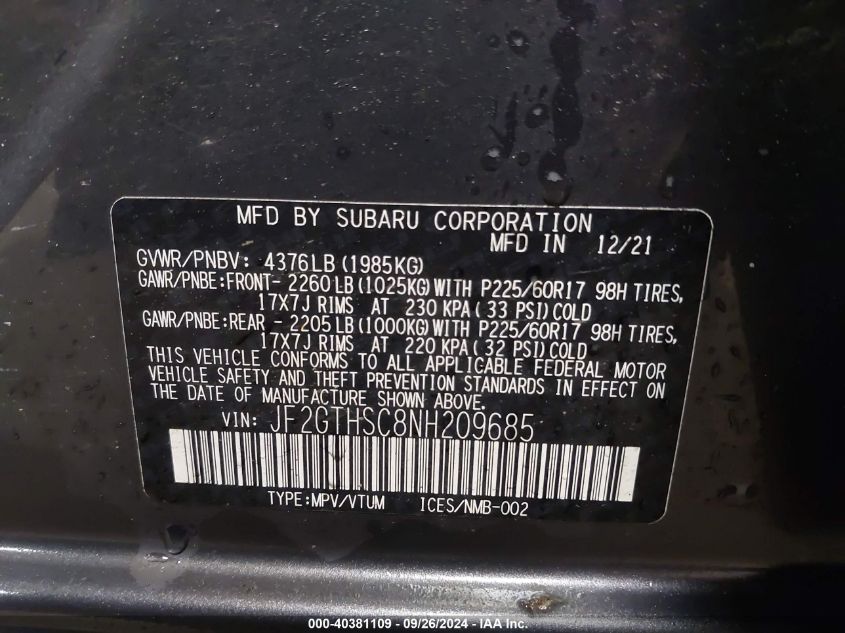 MFD BY SUBARU CORPORATION
MFD IN 12/21
GVWR/PNBV: 4376LB (1985KG)
GAWR/PNBE:FRONT- 2260 LB (1025KG) WITH P225/60R17 98H TIRES,
17X7J RIMS AT 230 KPA ( 33 PSI) COLD
GAWR/PNBE:REAR - 2205 LB (1000KG) WITH P225/60R17 98H TIRES,
17X7J RIMS AT 220 KPA ( 32 PSI) COLD
THIS VEHICLE CONFORMS TO ALL APPLICABLE FEDERAL MOTOR
VEHICLE SAFETY AND THEFT PREVENTION STANDARDS IN EFFECT ON
THE DATE OF MANUFACTURE SHOWN ABOVE.
VIN: JF2GTHSC8NH209685
TYPE:MPV/VTUM ICES/NMB-002
000-40381109 - 09/26/2024 - IAA Inc.